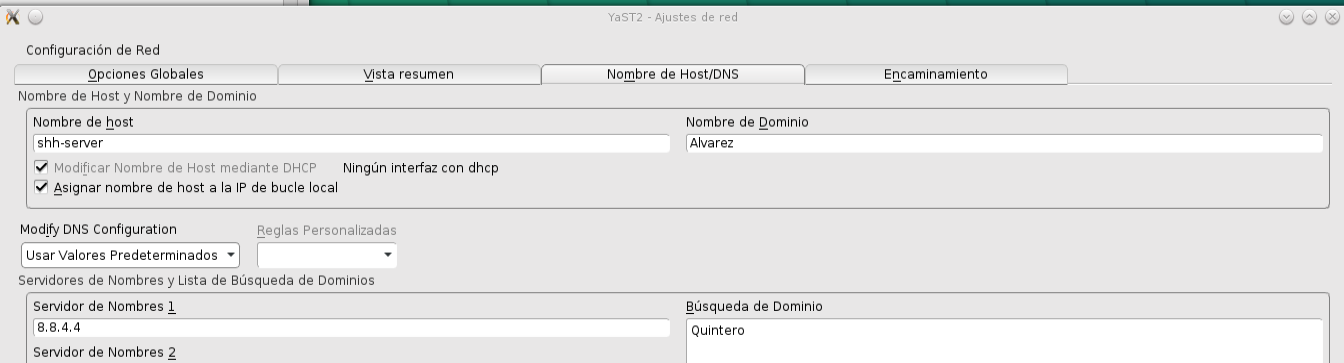 YaST2 - Ajustes de red
Configuración de Red
Opciones Globales Vista resumen Nombre de Host/DNS Encaminamiento
Nombre de Host y Nombre de Dominio
Nombre de host Nombre de Dominio
shh-server Alvarez
Modificar Nombre de Host mediante DHCP Ningún interfaz con dhcp
Asignar nombre de host a la IP de bucle local
Modify DNS Configuration Reglas Personalizadas
Usar Valores Predeterminados
Servidores de Nombres y Lista de Búsqueda de Dominios
Servidor de Nombres 1 Búsqueda de Dominio
8.8.4.4 Quintero
Servidor de Nombres 2